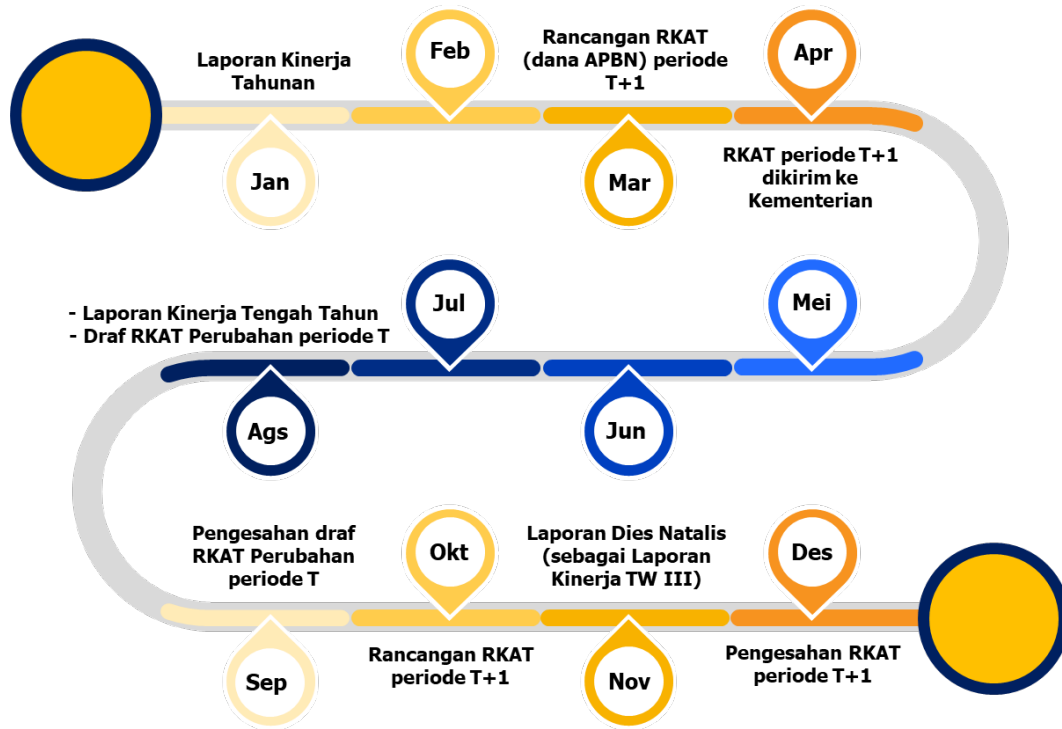 Laporan Kinerja
Tahunan
Jan
Feb
Rancangan RKAT
(dana APBN) periode
T+1
Mar
Apr
RKAT periode T+1
dikirim ke
Kementerian
Mei
Jun
Jul
- Laporan Kinerja Tengah Tahun
- Draf RKAT Perubahan periode T
Ags
Pengesahan draf
RKAT Perubahan
periode T
Sep
Okt
Rancangan RKAT
periode T+1
Laporan Dies Natalis
(sebagai Laporan
Kinerja TW III)
Nov
Des
Pengesahan RKAT
periode T+1